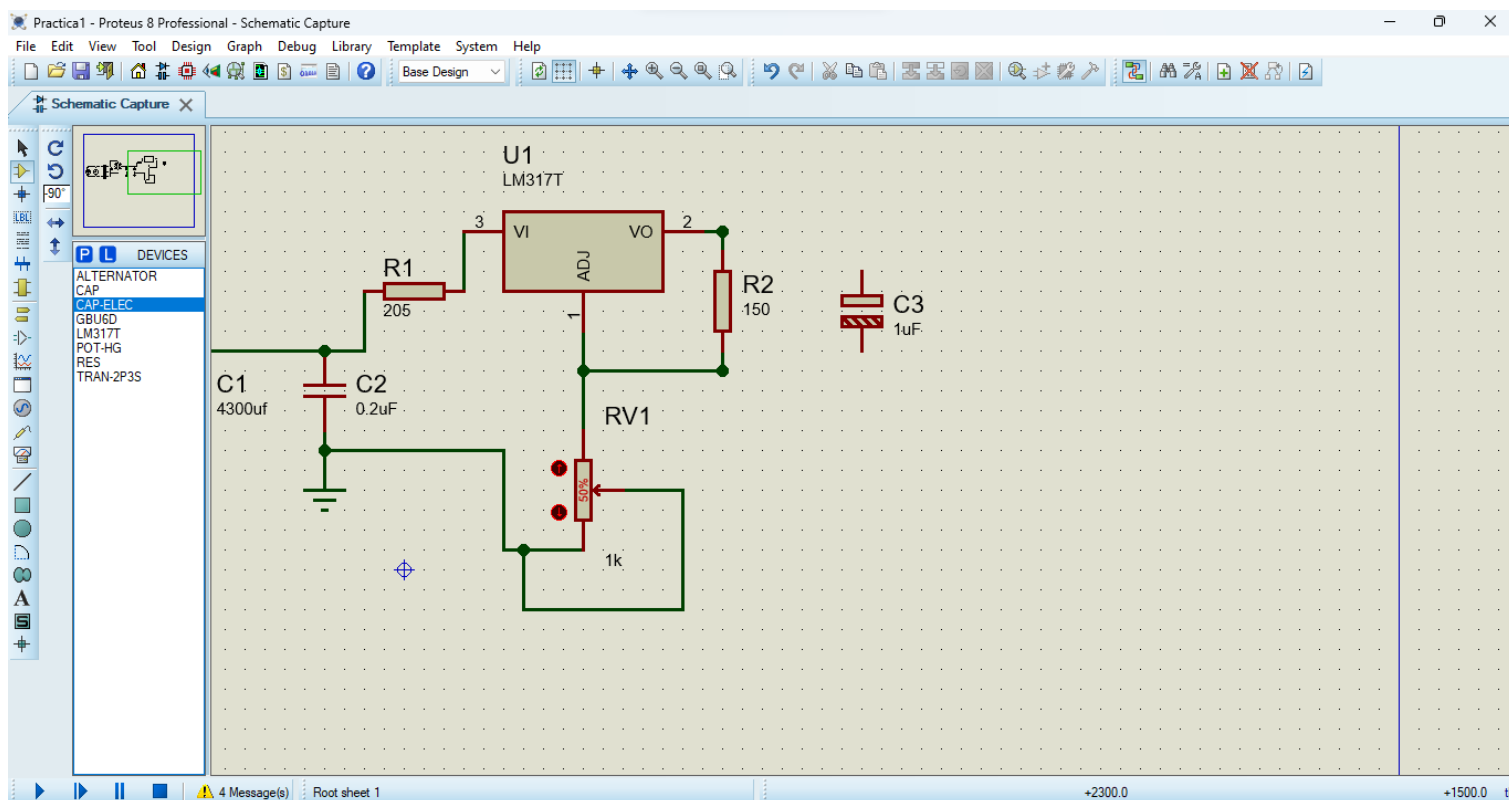 Practica1 - Proteus 8 Professional - Schematic Capture
File Edit View Tool Design Graph Debug Library Template System Help
Base Design
Schematic Capture
-90°
LBL
P L DEVICES
ALTERNATOR
CAP
CAP-ELEC
GBU6D
LM317T
POT-HG
RES
TRAN-2P3S
A
S
U1
LM317T
3 VI VO 2
ADJ
1
R1
205
R2
150
C3
1uF
C1
4300uf
C2
0.2uF
RV1
50%
1k
4 Message(s) Root sheet 1 +2300.0 +1500.0